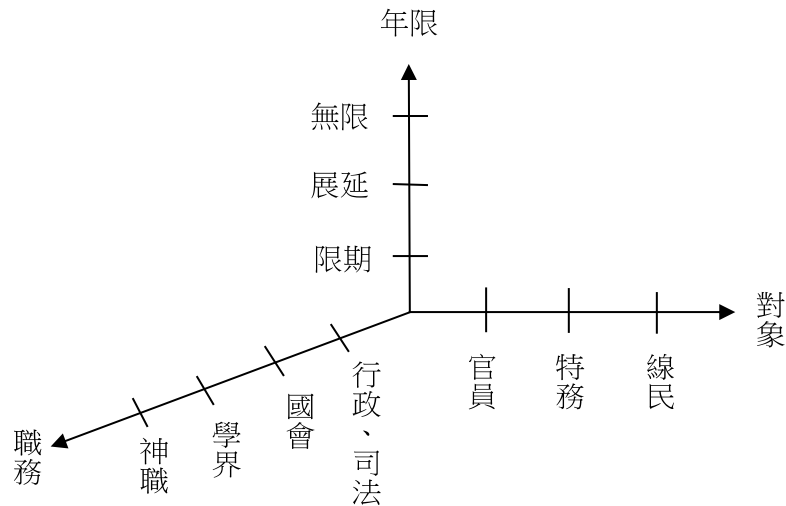 年限
無限
展延
限期
對象
官員
特務
線民
行政、司法
國會
學界
神職
職務